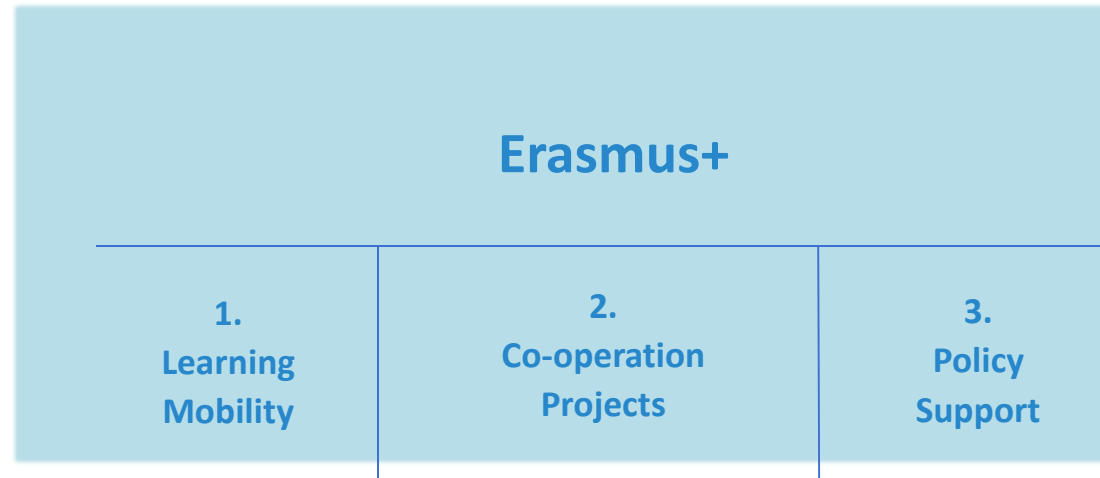 Erasmus+
1.
Learning
Mobility
2.
Co-operation
Projects
3.
Policy
Support